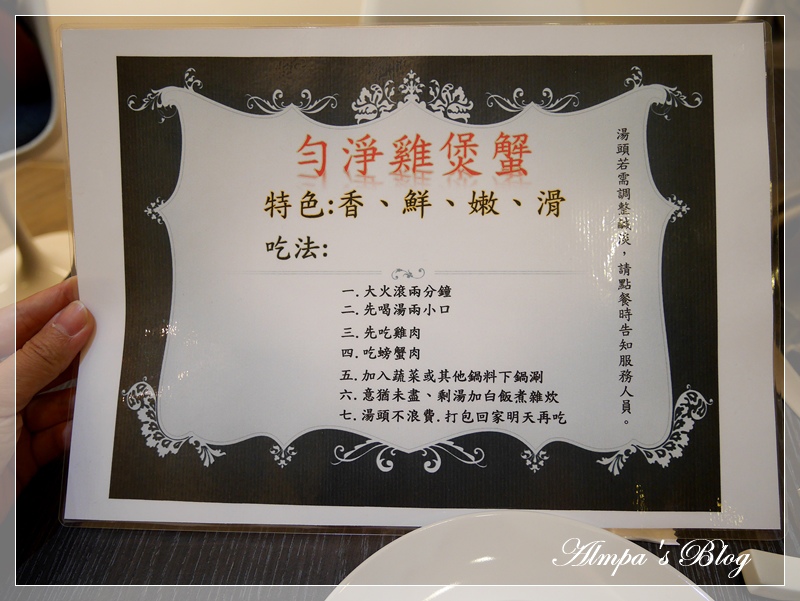 勻淨雞煲蟹
特色:香、鮮、嫩、滑
吃法:
一.大火滾兩分鐘
二.先喝湯兩小口
三.先吃雞肉
四.吃螃蟹肉
五.加入蔬菜或其他鍋料下鍋涮
六.意猶未盡、剩湯加白飯煮雜炊
七.湯頭不浪費.打包回家明天再吃
湯頭若需調整鹹淡，請點餐時告知服務人員。
Almpa's Blog